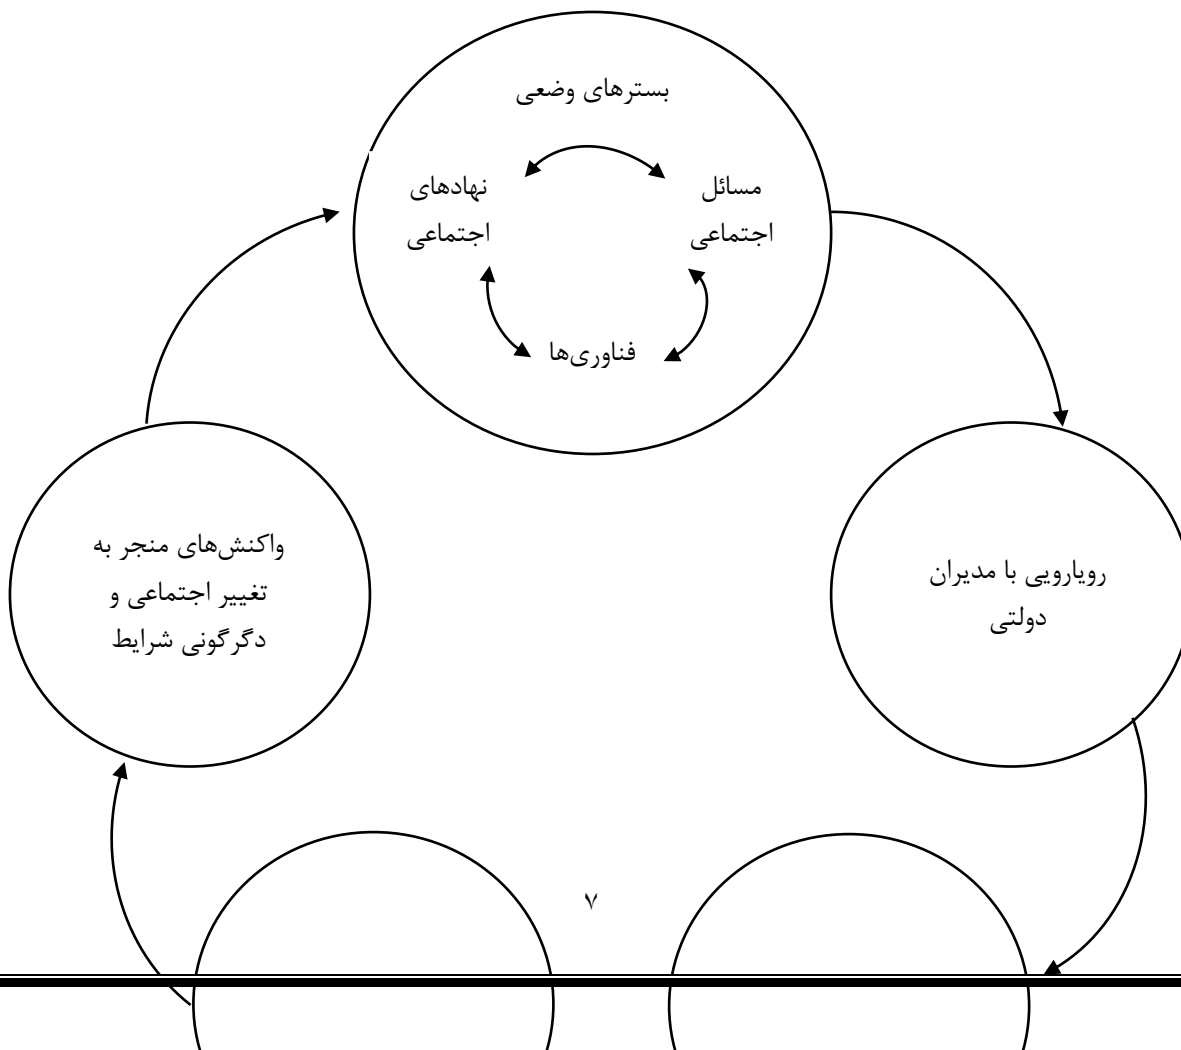 بسترهای وضعی
مسائل
اجتماعی
نهادهای
اجتماعی
فناوری‌ها
رویارویی با مدیران
دولتی
واکنش‌های منجر به
تغییر اجتماعی و
دگرگونی شرایط
۷